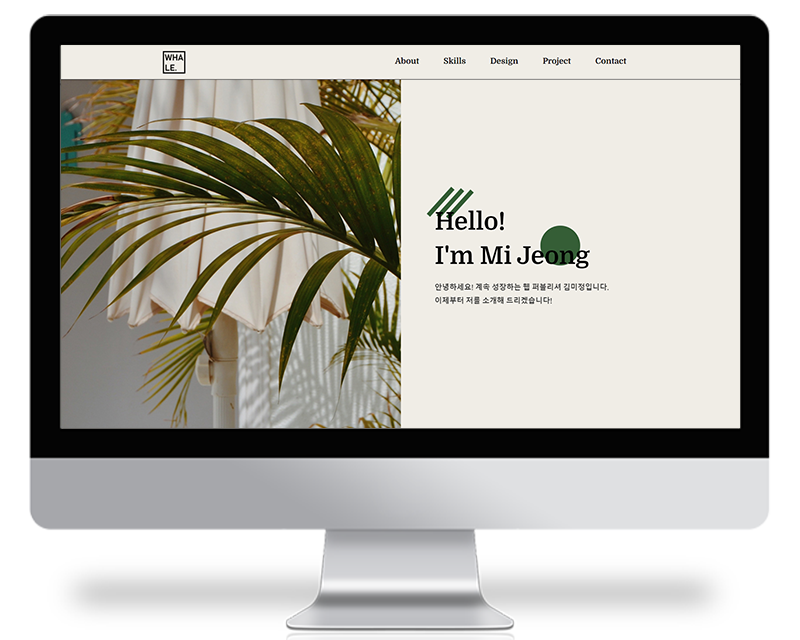 WHA
LE.
About Skills Design Project Contact
Hello!
I'm Mi Jeong
안녕하세요! 계속 성장하는 웹 퍼블리셔 김미정입니다.
이제부터 저를 소개해 드리겠습니다!